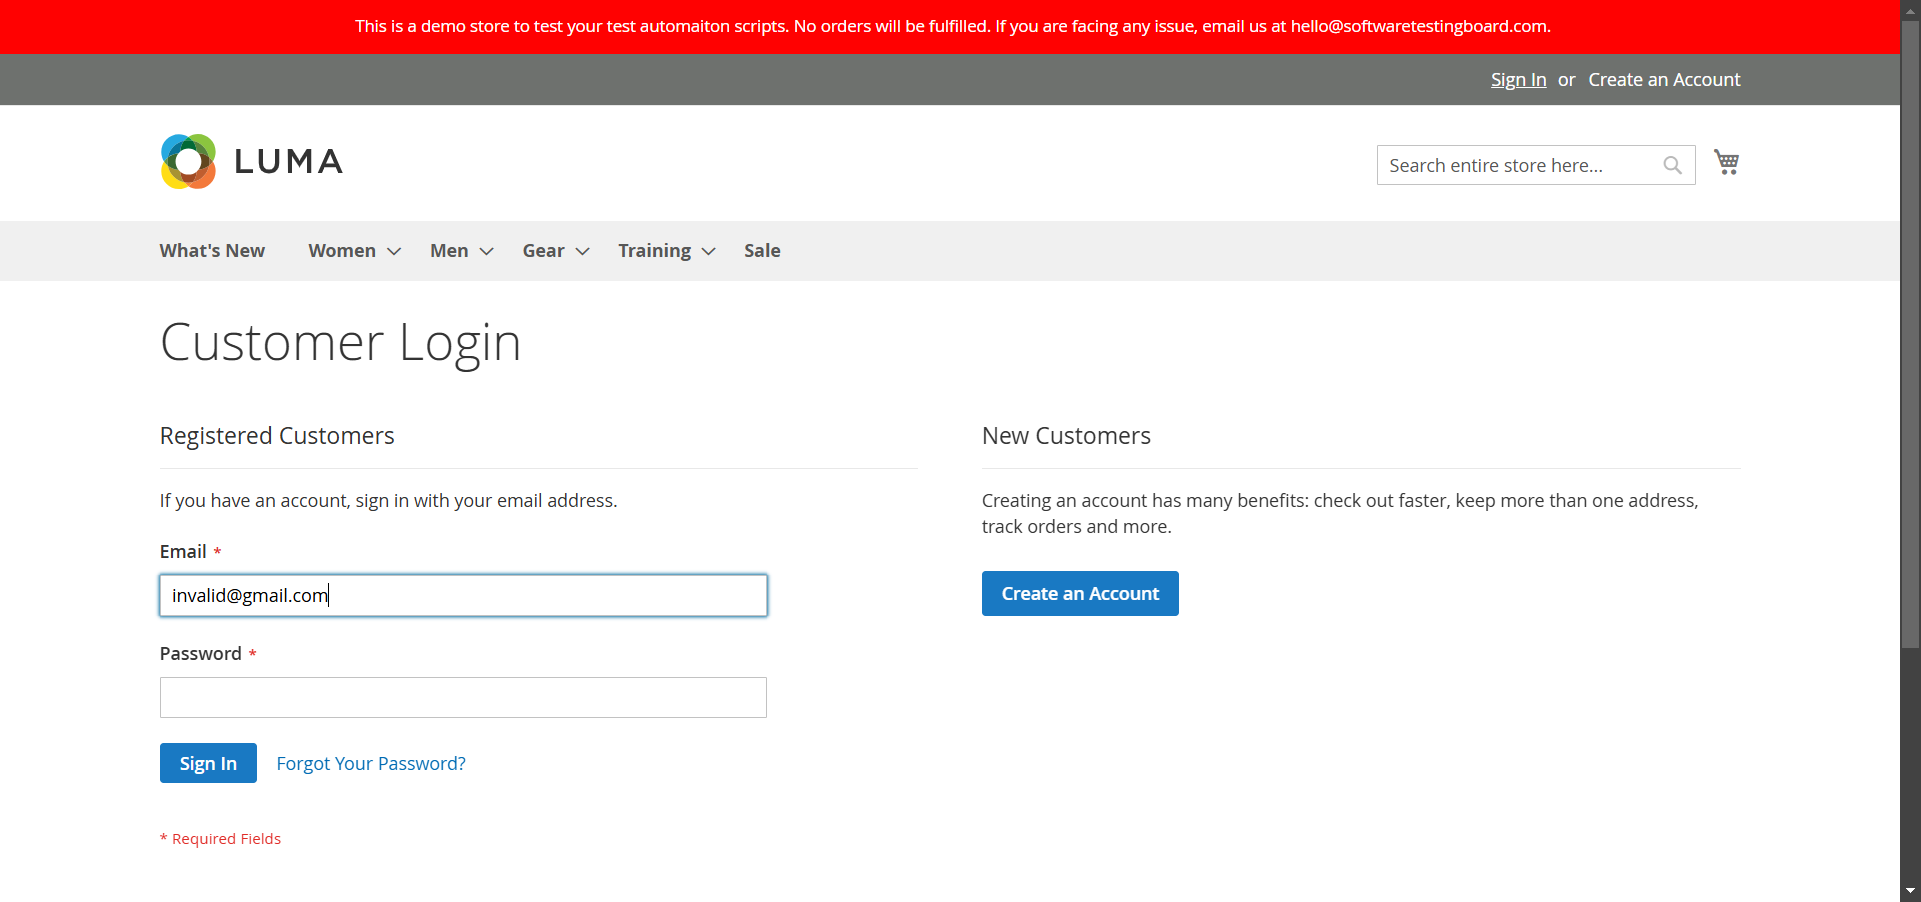 This is a demo store to test your test automaiton scripts. No orders will be fulfilled. If you are facing any issue, email us at hello@softwaretestingboard.com.
Sign In or Create an Account
LUMA
Search entire store here...
What's New Women Men Gear Training Sale
Customer Login
Registered Customers
If you have an account, sign in with your email address.
Email *
invalid@gmail.com
Password *
Sign In Forgot Your Password?
* Required Fields
New Customers
Creating an account has many benefits: check out faster, keep more than one address,
track orders and more.
Create an Account